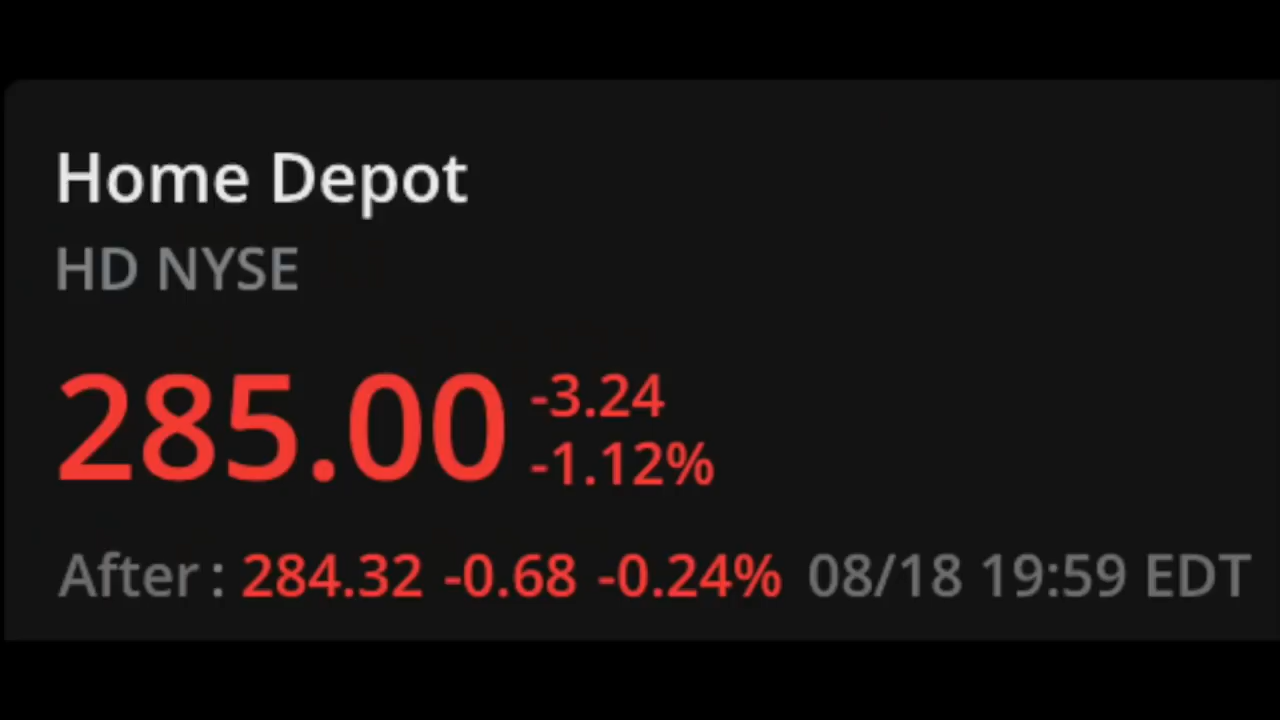 Home Depot
HD NYSE
285.00
-3.24
-1.12%
After : 284.32 -0.68 -0.24% 08/18 19:59 EDT